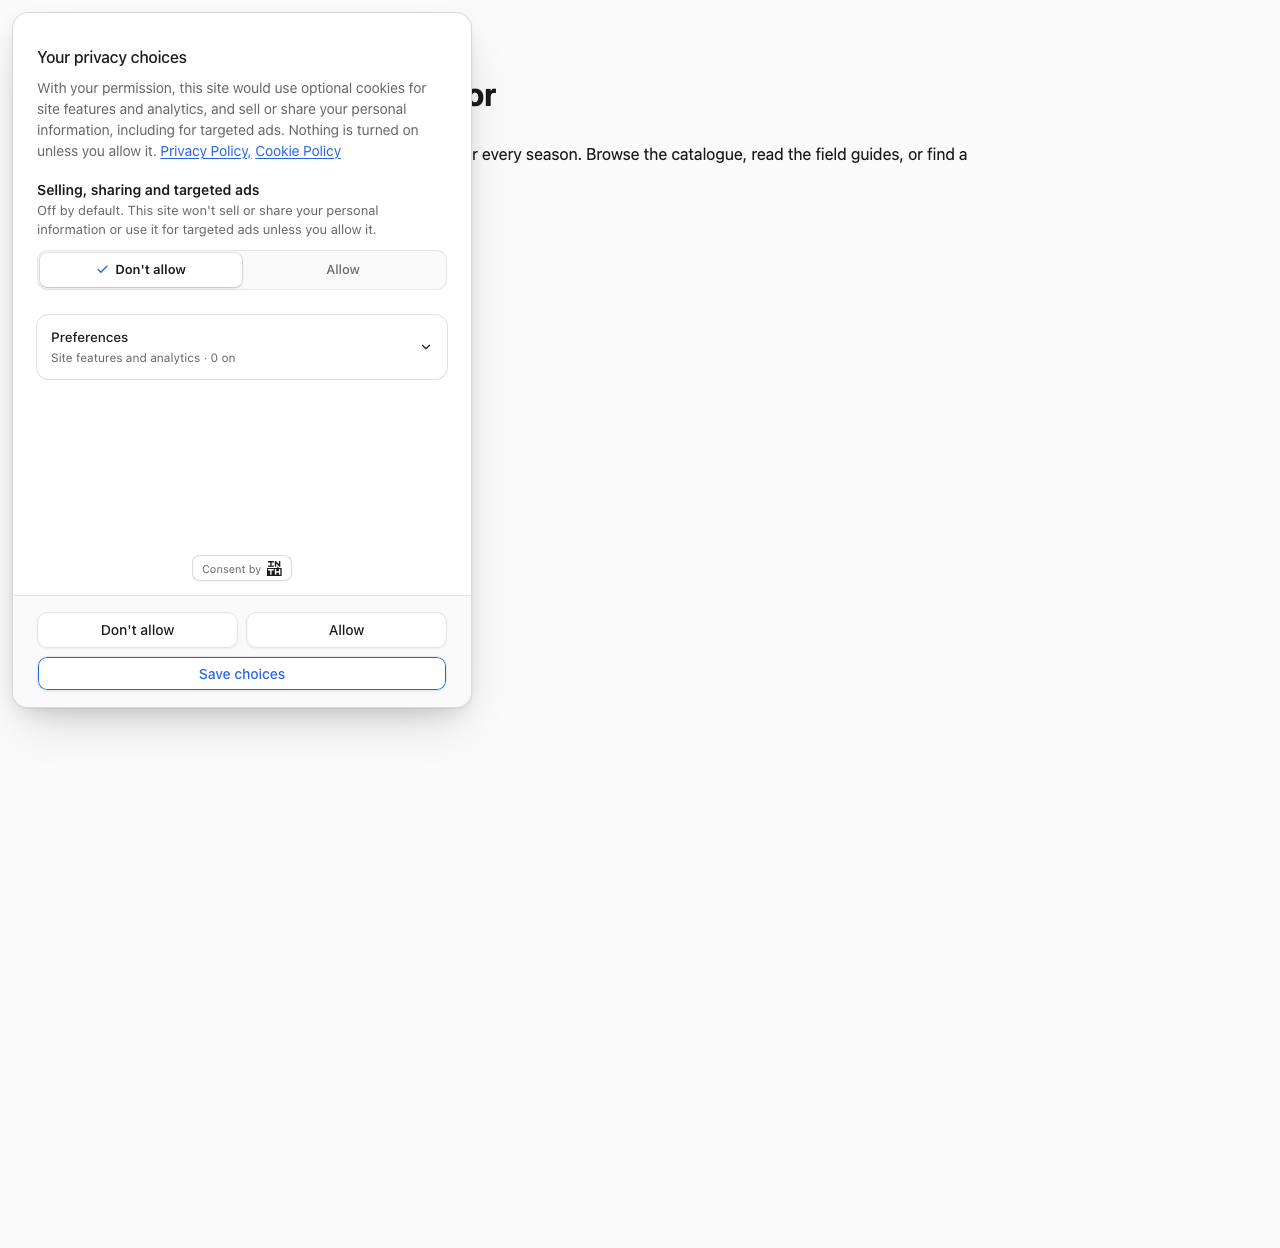 Your privacy choices
With your permission, this site would use optional cookies for
site features and analytics, and sell or share your personal
information, including for targeted ads. Nothing is turned on
unless you allow it. Privacy Policy, Cookie Policy
Selling, sharing and targeted ads
Off by default. This site won't sell or share your personal
information or use it for targeted ads unless you allow it.
Don't allow
Allow
Preferences
Site features and analytics · 0 on
Consent by INTH
Don't allow
Allow
Save choices
or
r every season. Browse the catalogue, read the field guides, or find a